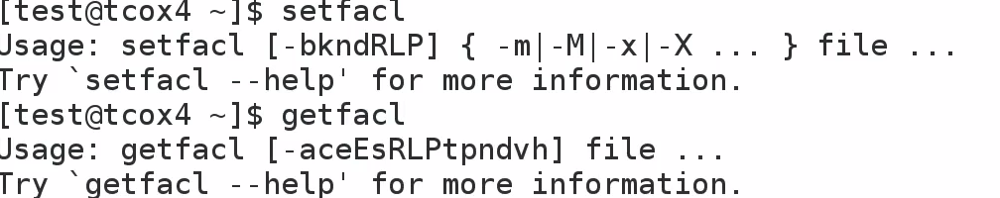 [test@tcox4 ~]$ setfacl
Usage: setfacl [-bkndRLP] { -m|-M|-x|-X ... } file ...
Try `setfacl --help' for more information.
[test@tcox4 ~]$ getfacl
Usage: getfacl [-aceEsRLPtpndvh] file ...
Try `getfacl --help' for more information.